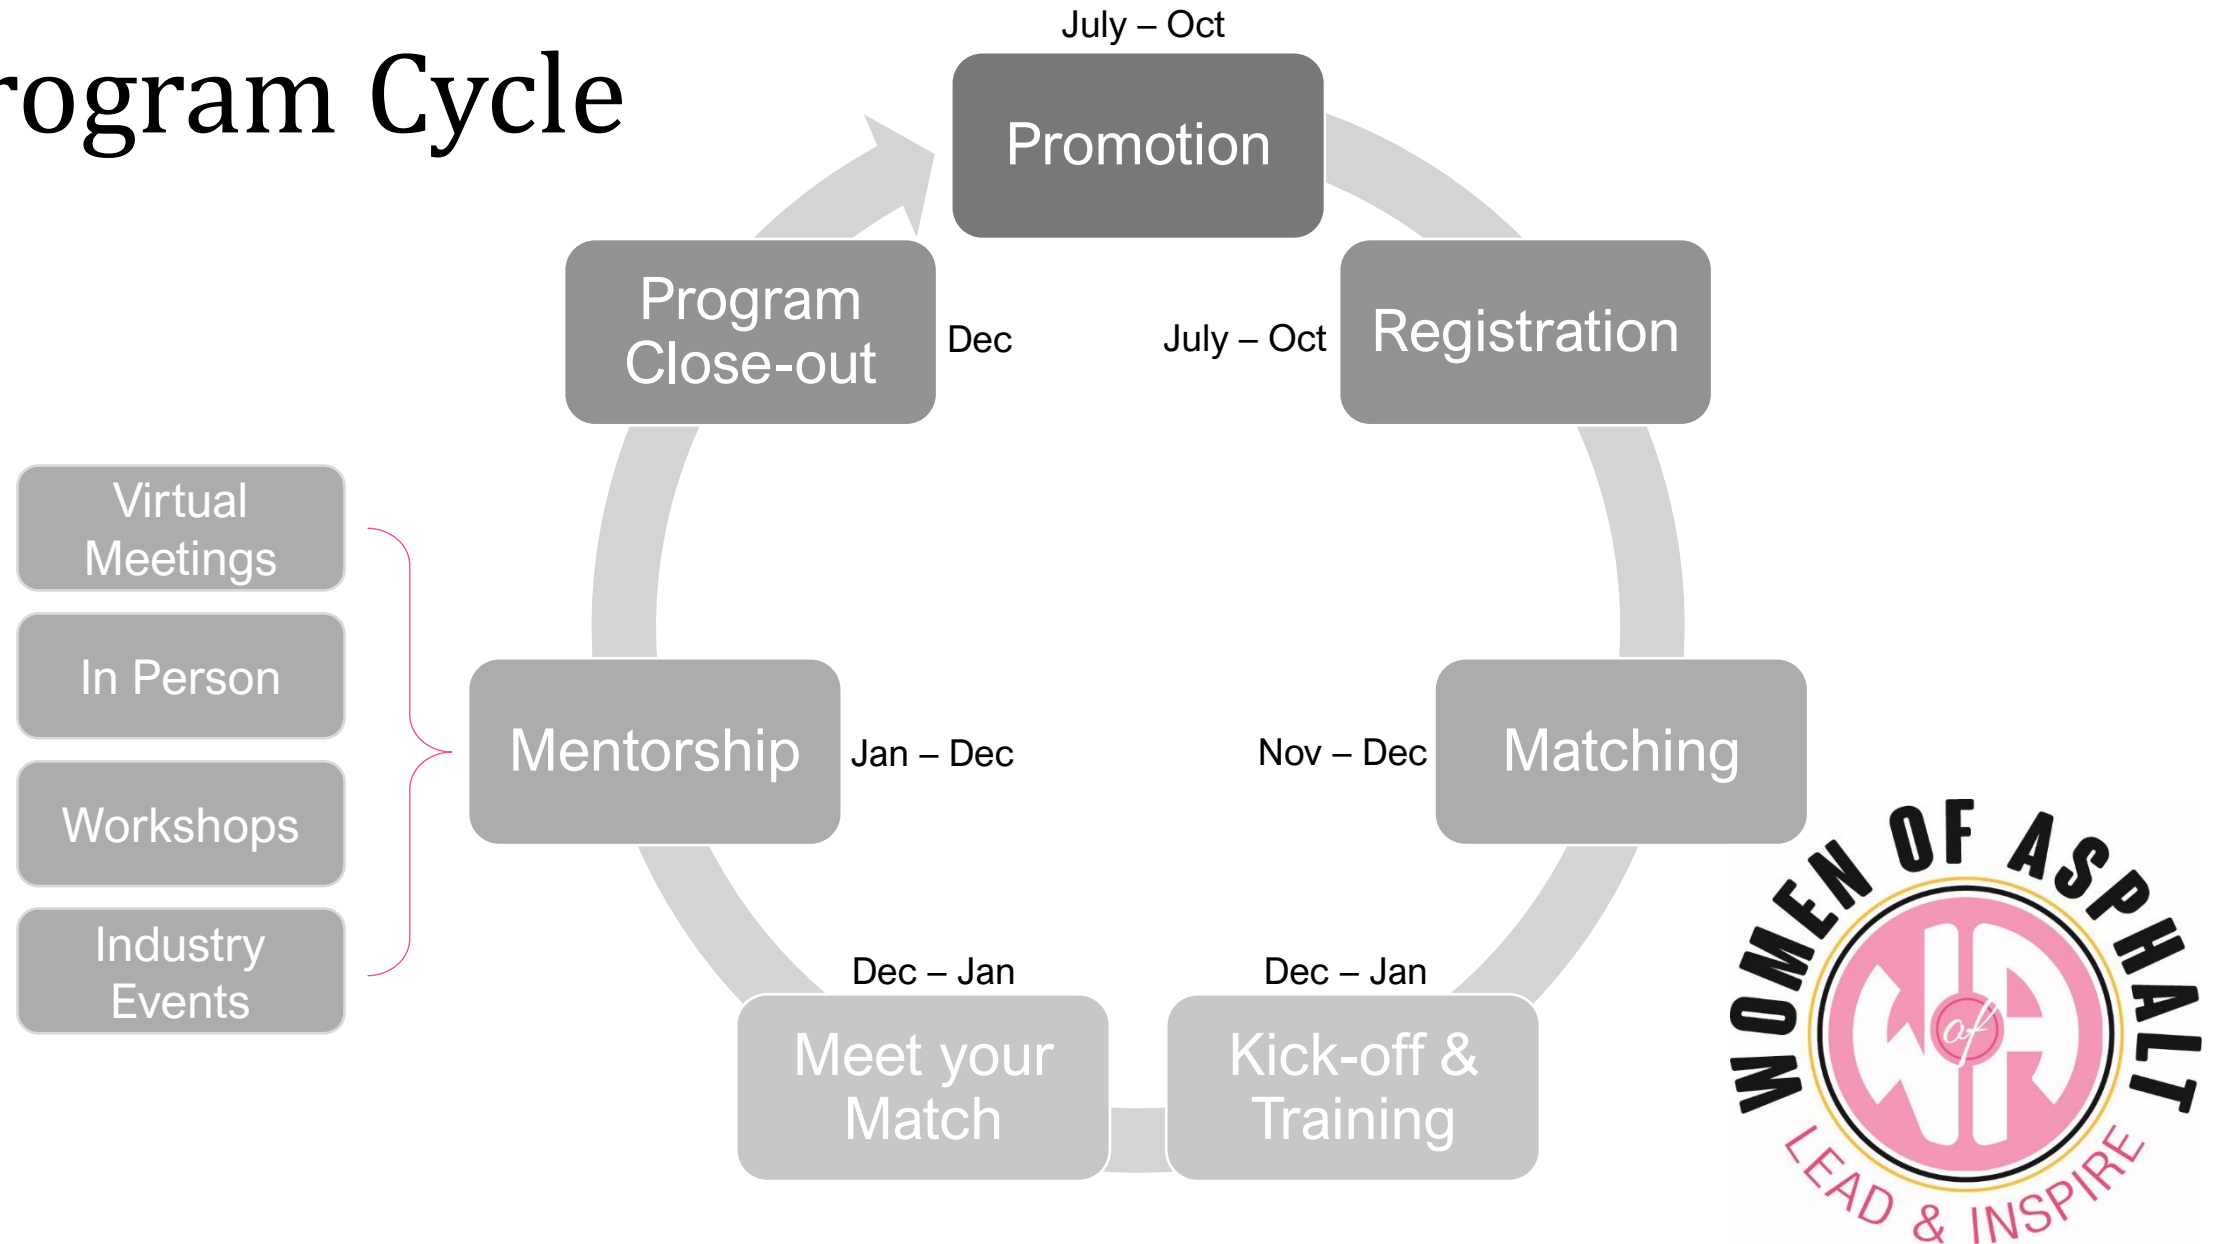 rogram Cycle
July – Oct
Promotion
Registration
July – Oct
Matching
Nov – Dec
Kick-off &
Training
Dec – Jan
Meet your
Match
Dec – Jan
Mentorship
Jan – Dec
Program
Close-out
Dec
Virtual
Meetings
In Person
Workshops
Industry
Events
WOMEN OF ASPHALT
W of A
LEAD & INSPIRE